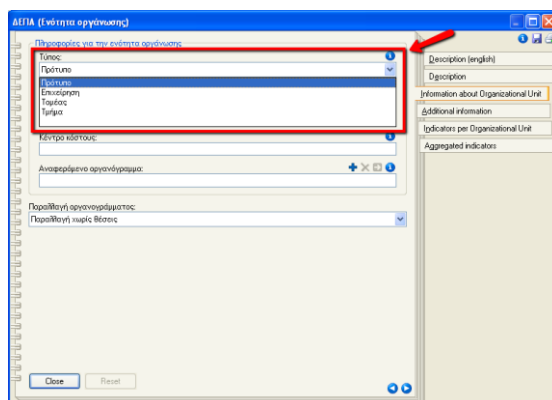 ΔΕΓΙΑ (Ενότητα οργάνωσης)
Πληροφορίες για την ενότητα οργάνωσης
Τύπος:
Πρότυπο
Πρότυπο
Επιχείρηση
Τομέας
Τμήμα
Κέντρο κόστους:
Αναφερόμενο οργανόγραμμα:
Παραλλαγή οργανογράμματος:
Παραλλαγή χωρίς θέσεις
Close
Reset
Description (english)
Description
Information about Organizational Unit
Additional information
Indicators per Organizational Unit
Aggregated indicators